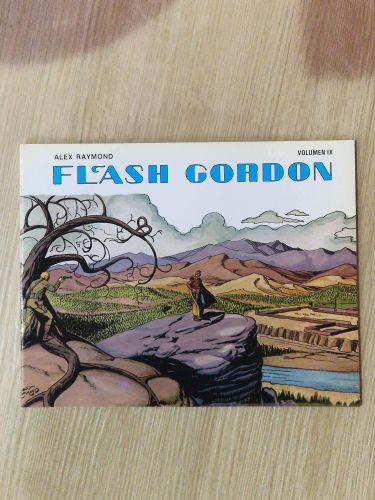 ALEX RAYMOND
VOLUMEN IX
FLASH GORDON